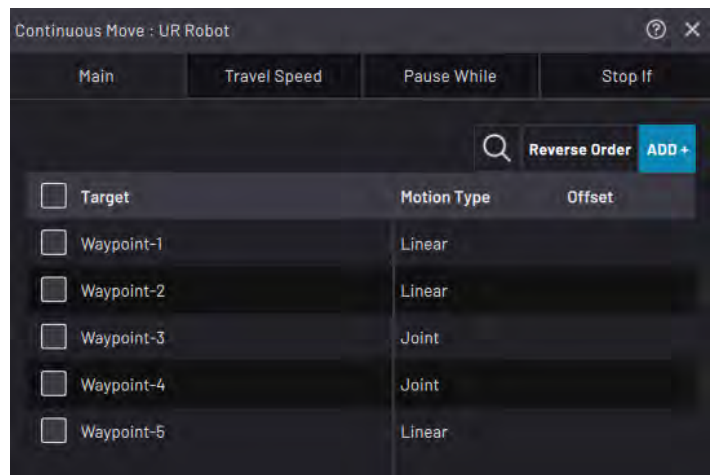 Continuous Move : UR Robot
Main Travel Speed Pause While Stop If
Reverse Order ADD +
Target Motion Type Offset
Waypoint-1 Linear
Waypoint-2 Linear
Waypoint-3 Joint
Waypoint-4 Joint
Waypoint-5 Linear